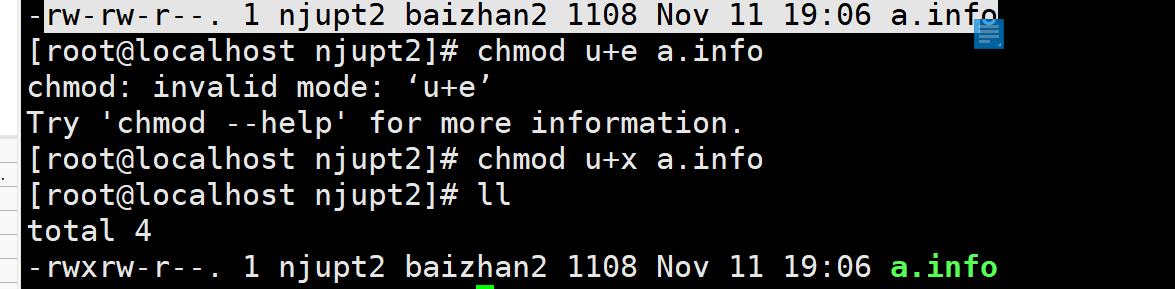 -rw-rw-r--. 1 njupt2 baizhan2 1108 Nov 11 19:06 a.info
[root@localhost njupt2]# chmod u+e a.info
chmod: invalid mode: ‘u+e’
Try 'chmod --help' for more information.
[root@localhost njupt2]# chmod u+x a.info
[root@localhost njupt2]# ll
total 4
-rwxrw-r--. 1 njupt2 baizhan2 1108 Nov 11 19:06 a.info